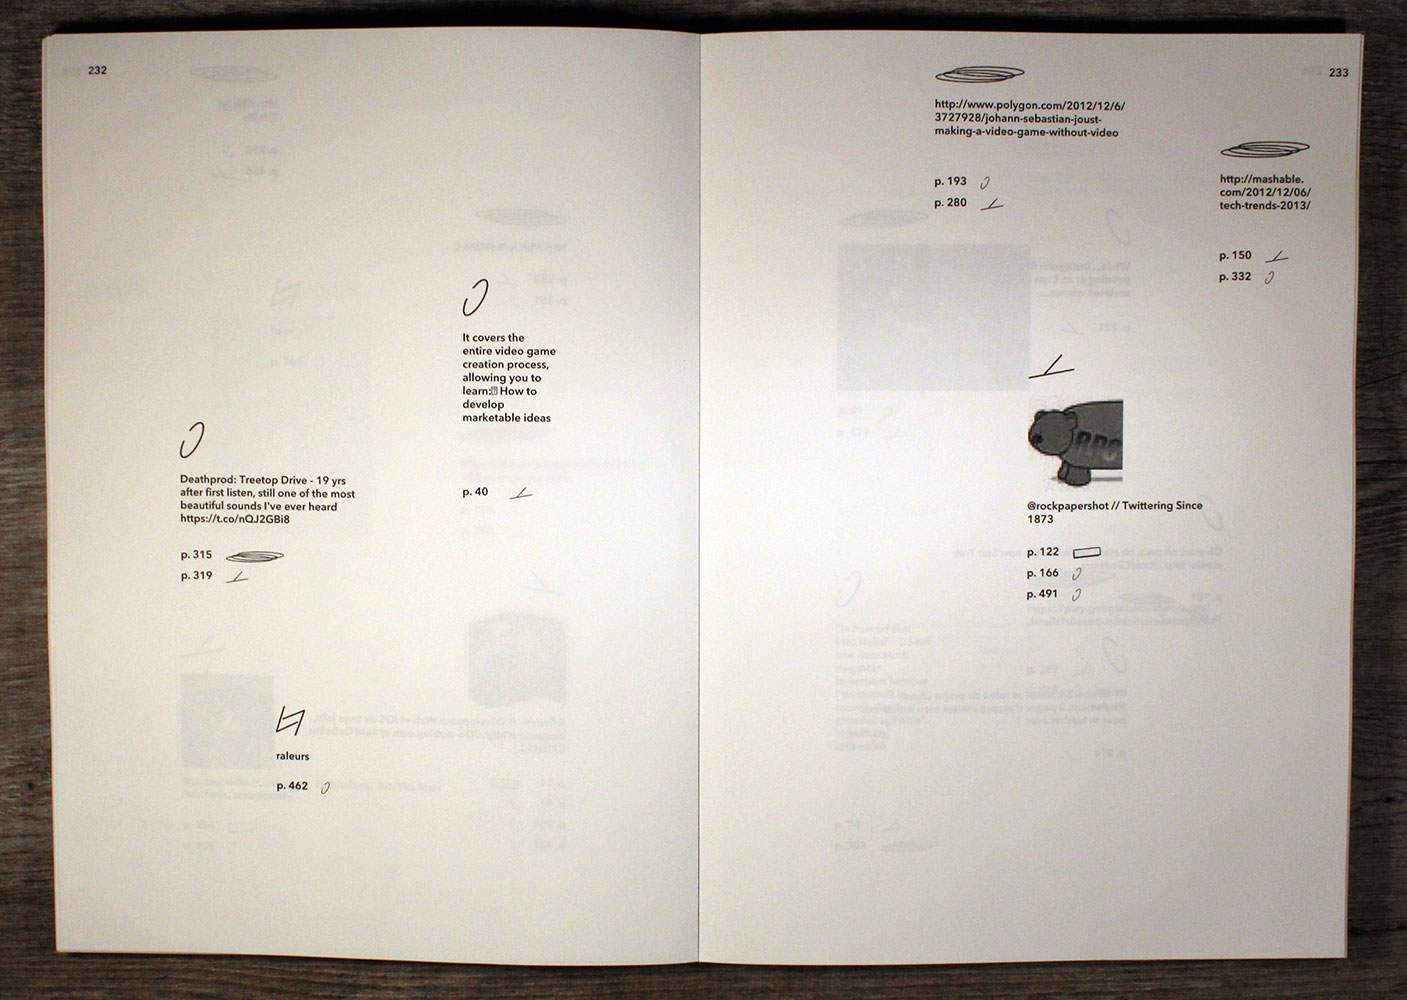 232
It covers the
entire video game
creation process,
allowing you to
learn: How to
develop
marketable ideas
p. 40
Deathprod: Treetop Drive - 19 yrs
after first listen, still one of the most
beautiful sounds I've ever heard
https://t.co/nQJ2GBi8
p. 315
p. 319
raleurs
p. 462
233
http://www.polygon.com/2012/12/6/
3727928/johann-sebastian-joust-
making-a-video-game-without-video
p. 193
p. 280
http://mashable.
com/2012/12/06/
tech-trends-2013/
p. 150
p. 332
RPS
@rockpapershot // Twittering Since
1873
p. 122
p. 166
p. 491